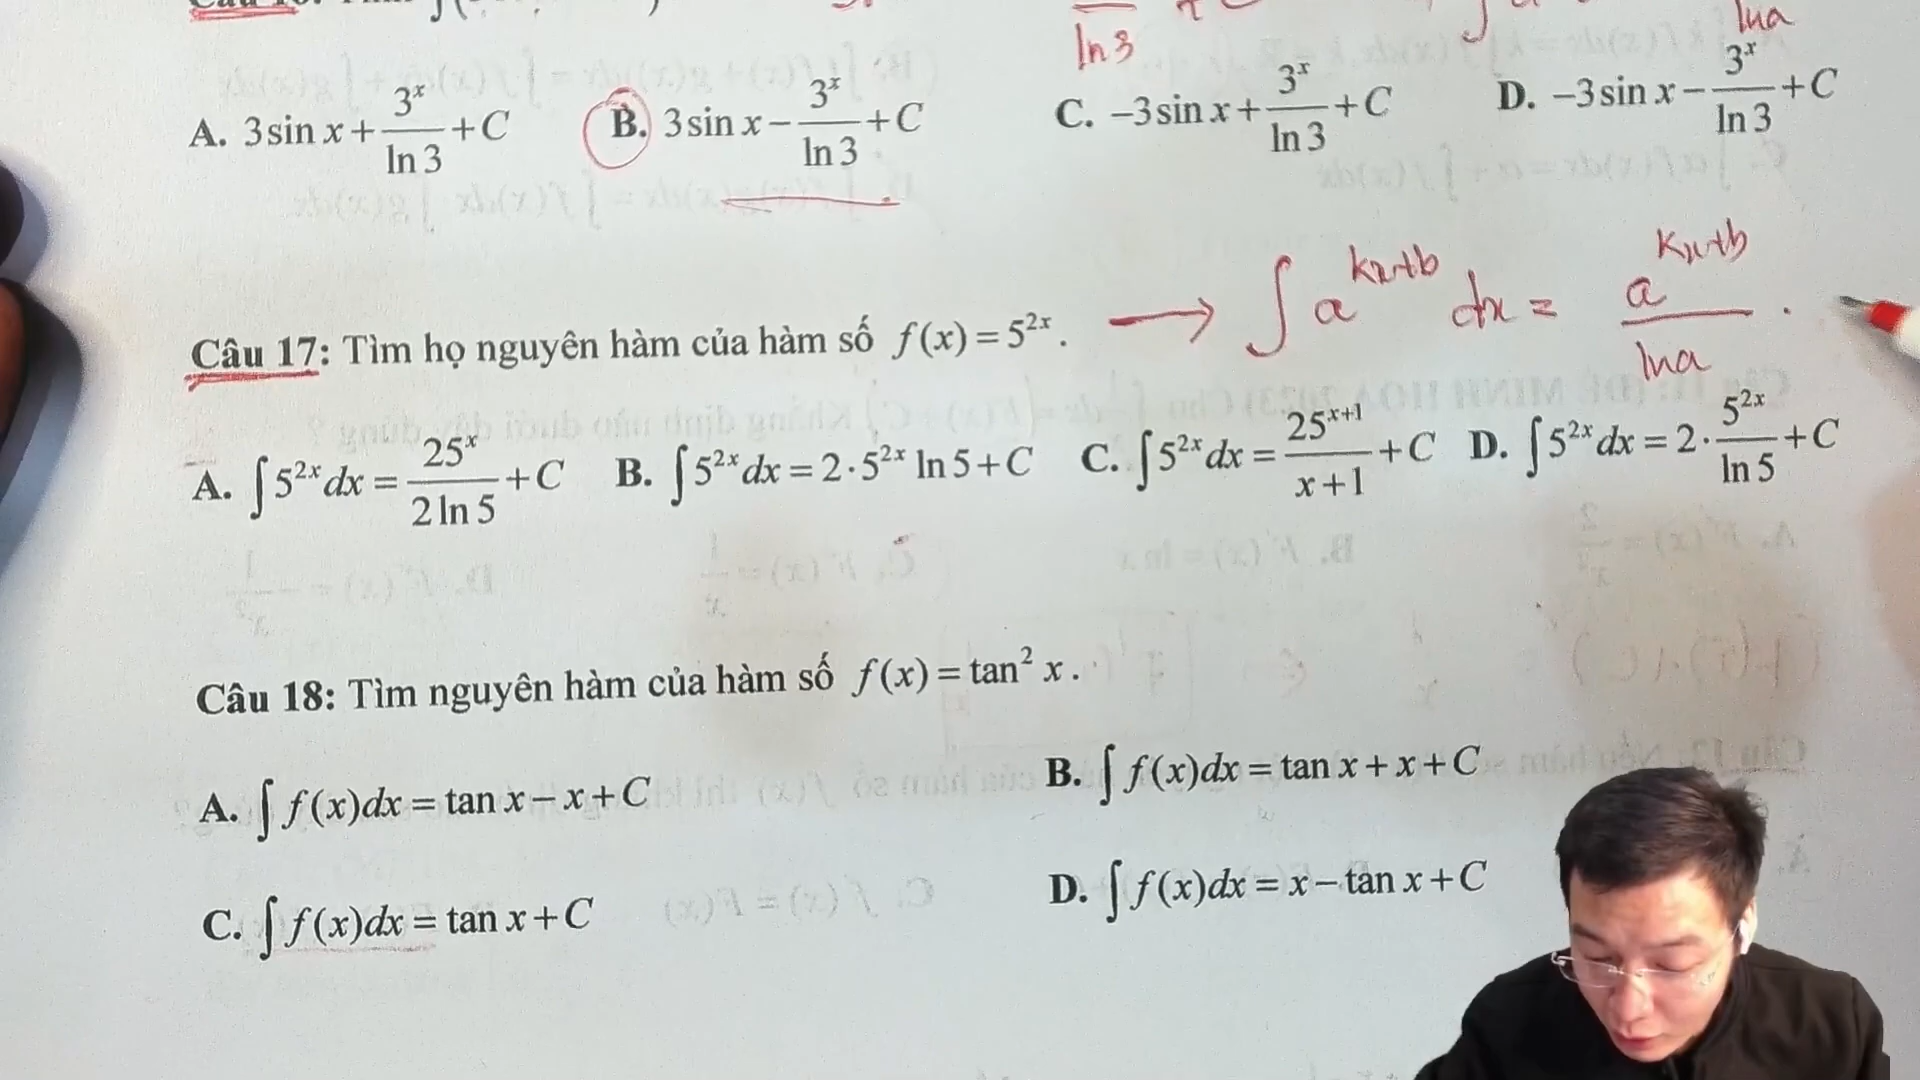 ln3
lna
A. 3sin x + 3^x/ln3 + C B. 3sin x − 3^x/ln3 + C C. −3sin x + 3^x/ln3 + C D. −3sin x − 3^x/ln3 + C
Câu 17: Tìm họ nguyên hàm của hàm số f(x) = 5^{2x}. → ∫ a^{kx+b} dx = a^{kx+b}/lna .
A. ∫5^{2x}dx = 25^x/(2ln5) + C B. ∫5^{2x}dx = 2·5^{2x} ln5 + C C. ∫5^{2x}dx = 25^{x+1}/(x+1) + C D. ∫5^{2x}dx = 2·5^{2x}/ln5 + C
Câu 18: Tìm nguyên hàm của hàm số f(x) = tan² x.
A. ∫f(x)dx = tan x − x + C B. ∫f(x)dx = tan x + x + C
C. ∫f(x)dx = tan x + C D. ∫f(x)dx = x − tan x + C